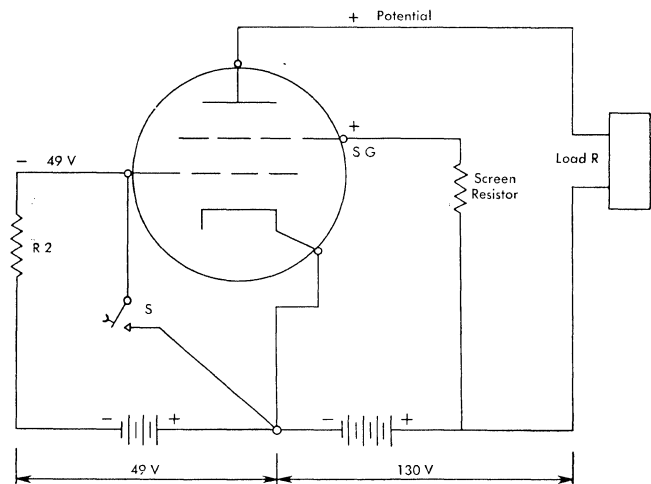 + Potential
+
S G
- 49 V
Load R
Screen
Resistor
R 2
S
- +
- +
49 V
130 V